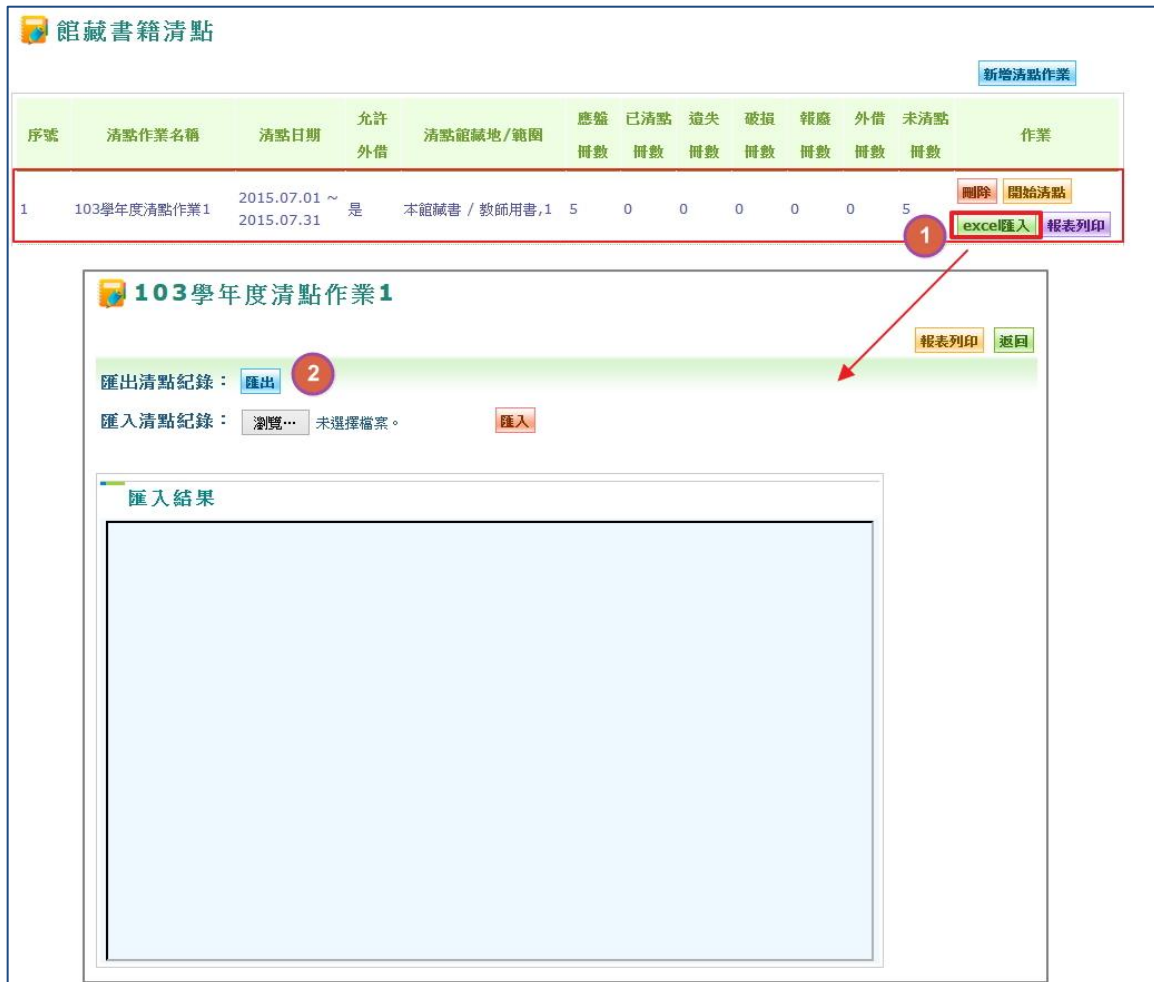 館藏書籍清點
新增清點作業
序號 清點作業名稱 清點日期 允許外借 清點館藏地/範圍 應盤冊數 已清點冊數 遺失冊數 破損冊數 報廢冊數 外借冊數 未清點冊數 作業
1 103學年度清點作業1 2015.07.01 ~ 2015.07.31 是 本館藏書 / 教師用書,1 5 0 0 0 0 0 5 刪除 開始清點
1 excel匯入 報表列印
103學年度清點作業1
報表列印 返回
匯出清點紀錄： 匯出 2
匯入清點紀錄： 瀏覽… 未選擇檔案。 匯入
匯入結果